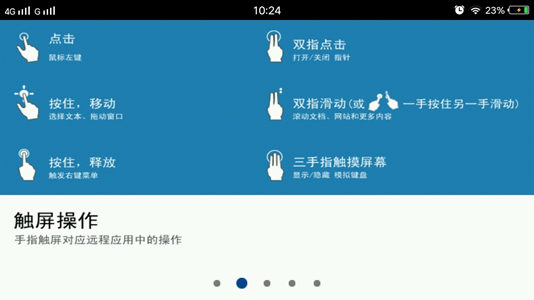 4G G 10:24 23%
点击
鼠标左键
双指点击
打开/关闭 指针
按住，移动
选择文本、拖动窗口
双指滑动(或 一手按住另一手滑动)
滚动文档、网站和更多内容
按住，释放
触发右键菜单
三手指触摸屏幕
显示/隐藏 模拟键盘
触屏操作
手指触屏对应远程应用中的操作